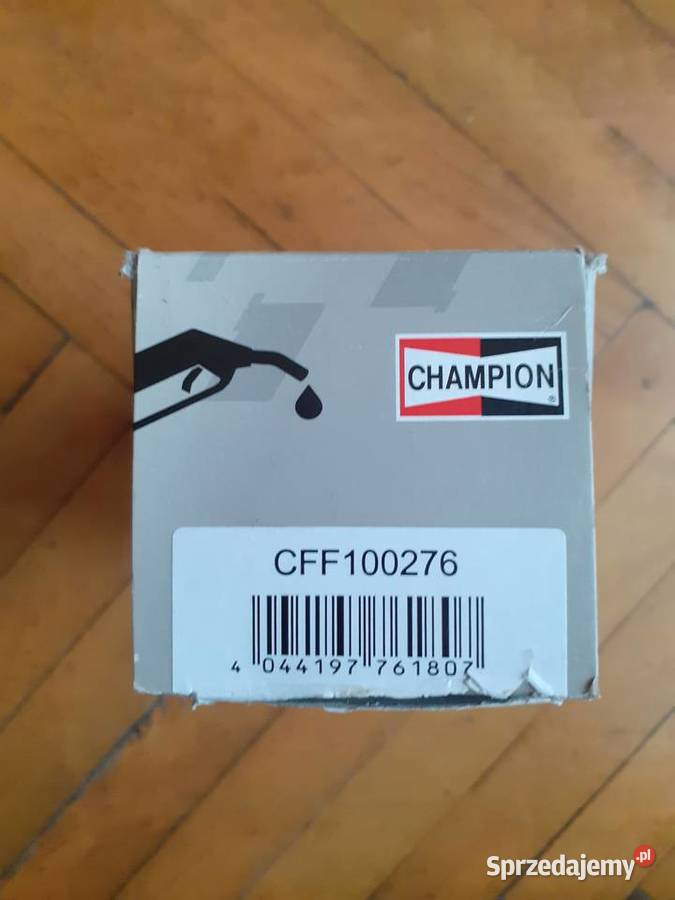 CHAMPION
®
CFF100276
4 044197 761807
Sprzedajemy.pl